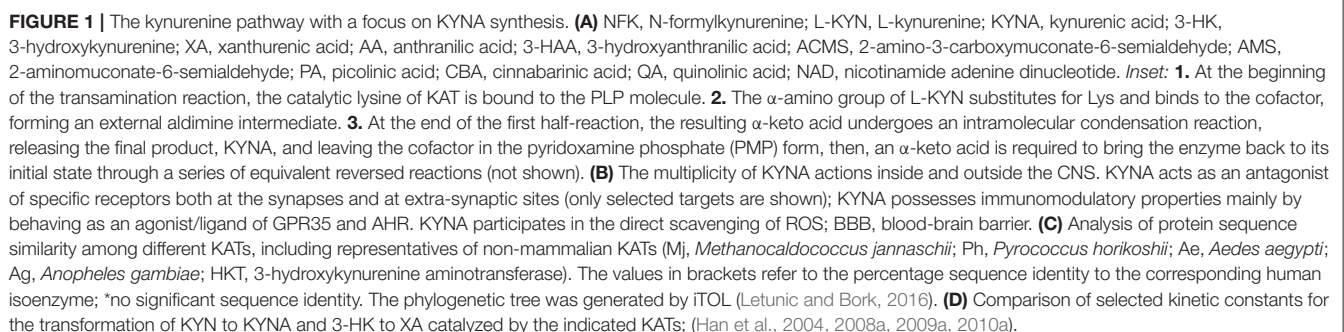 FIGURE 1 | The kynurenine pathway with a focus on KYNA synthesis. (A) NFK, N-formylkynurenine; L-KYN, L-kynurenine; KYNA, kynurenic acid; 3-HK,
3-hydroxykynurenine; XA, xanthurenic acid; AA, anthranilic acid; 3-HAA, 3-hydroxyanthranilic acid; ACMS, 2-amino-3-carboxymuconate-6-semialdehyde; AMS,
2-aminomuconate-6-semialdehyde; PA, picolinic acid; CBA, cinnabarinic acid; QA, quinolinic acid; NAD, nicotinamide adenine dinucleotide. Inset: 1. At the beginning
of the transamination reaction, the catalytic lysine of KAT is bound to the PLP molecule. 2. The α-amino group of L-KYN substitutes for Lys and binds to the cofactor,
forming an external aldimine intermediate. 3. At the end of the first half-reaction, the resulting α-keto acid undergoes an intramolecular condensation reaction,
releasing the final product, KYNA, and leaving the cofactor in the pyridoxamine phosphate (PMP) form, then, an α-keto acid is required to bring the enzyme back to its
initial state through a series of equivalent reversed reactions (not shown). (B) The multiplicity of KYNA actions inside and outside the CNS. KYNA acts as an antagonist
of specific receptors both at the synapses and at extra-synaptic sites (only selected targets are shown); KYNA possesses immunomodulatory properties mainly by
behaving as an agonist/ligand of GPR35 and AHR. KYNA participates in the direct scavenging of ROS; BBB, blood-brain barrier. (C) Analysis of protein sequence
similarity among different KATs, including representatives of non-mammalian KATs (Mj, Methanocaldococcus jannaschii; Ph, Pyrococcus horikoshii; Ae, Aedes aegypti;
Ag, Anopheles gambiae; HKT, 3-hydroxykynurenine aminotransferase). The values in brackets refer to the percentage sequence identity to the corresponding human
isoenzyme; *no significant sequence identity. The phylogenetic tree was generated by iTOL (Letunic and Bork, 2016). (D) Comparison of selected kinetic constants for
the transformation of KYN to KYNA and 3-HK to XA catalyzed by the indicated KATs; (Han et al., 2004, 2008a, 2009a, 2010a).